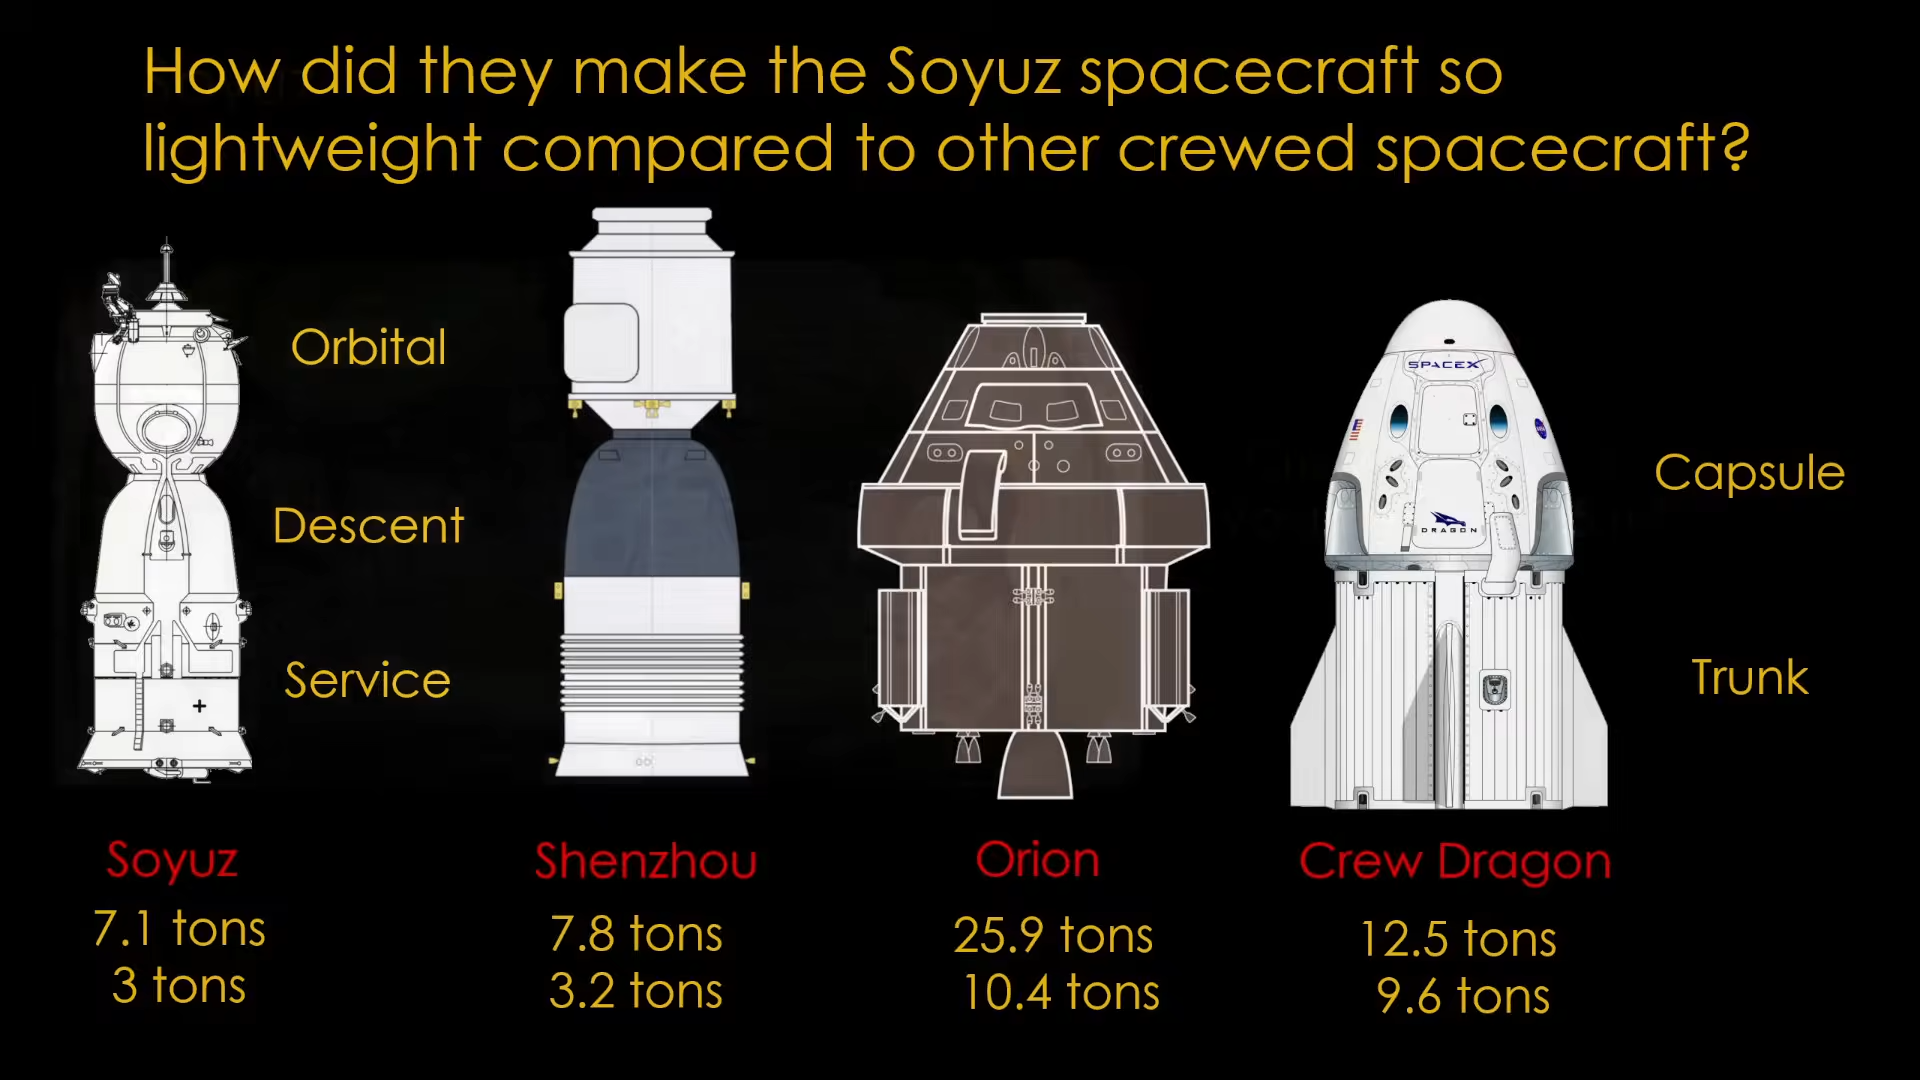 How did they make the Soyuz spacecraft so
lightweight compared to other crewed spacecraft?
Orbital
Descent
Service
SPACEX
DRAGON
Capsule
Trunk
Soyuz
7.1 tons
3 tons
Shenzhou
7.8 tons
3.2 tons
Orion
25.9 tons
10.4 tons
Crew Dragon
12.5 tons
9.6 tons